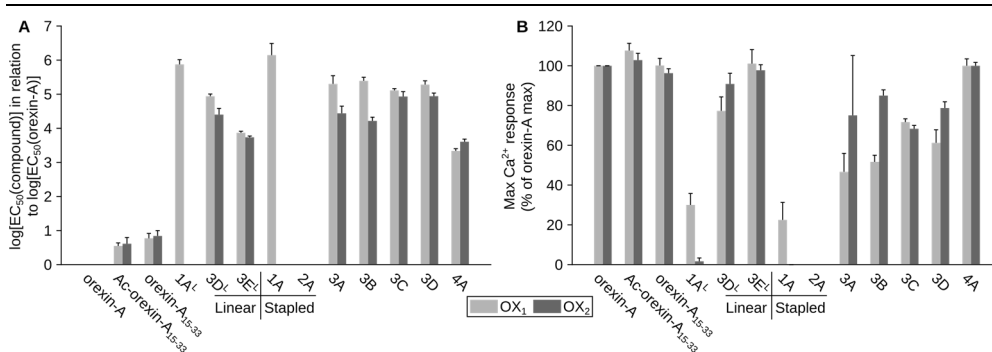 A
log[EC₅₀(compound)] in relation
to log[EC₅₀(orexin-A)]
7
6
5
4
3
2
1
0
orexin-A
Ac-orexin-A₁₅₋₃₃
orexin-A₁₅₋₃₃
1Aᴸ
3Dᴸ
3Eᴸ
1A
2A
3A
3B
3C
3D
4A
Linear
Stapled
OX₁
OX₂
B
Max Ca²⁺ response
(% of orexin-A max)
120
100
80
60
40
20
0
orexin-A
Ac-orexin-A₁₅₋₃₃
orexin-A₁₅₋₃₃
1Aᴸ
3Dᴸ
3Eᴸ
1A
2A
3A
3B
3C
3D
4A
Linear
Stapled